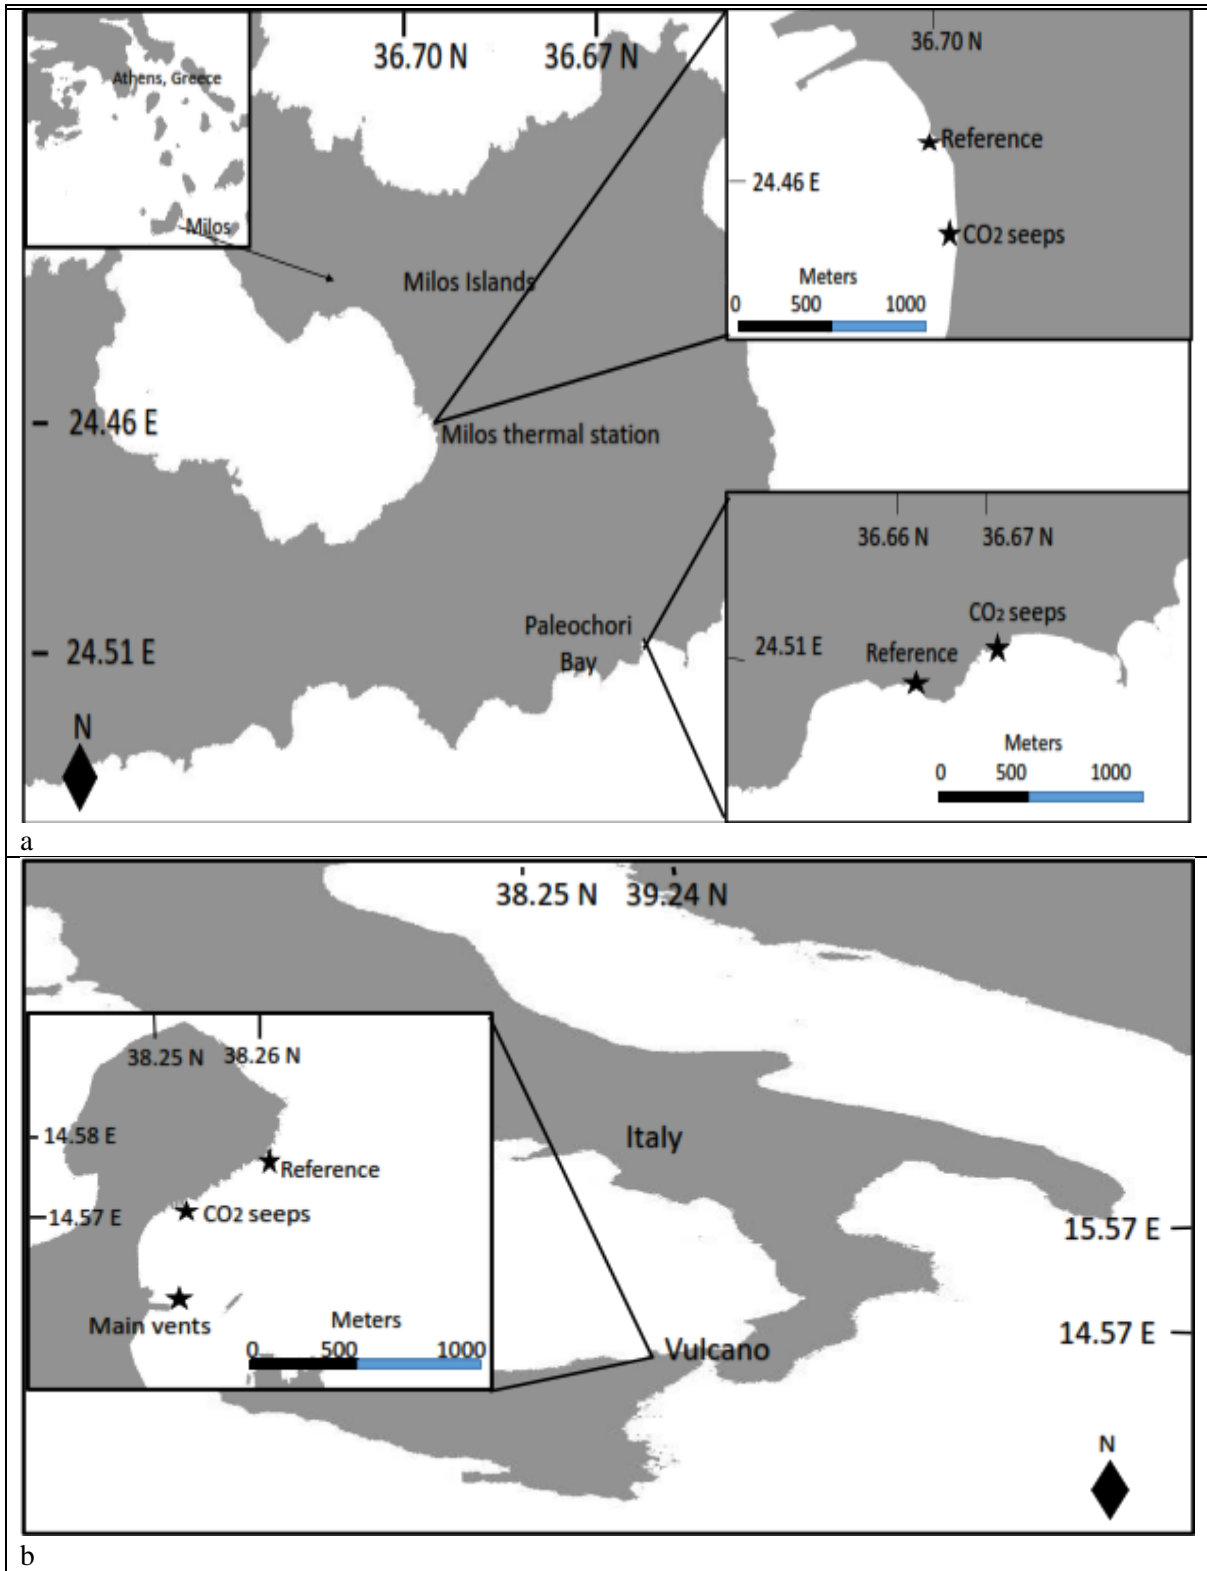 36.70 N 36.67 N
Athens, Greece
Milos
Milos Islands
24.46 E
Milos thermal station
24.51 E
Paleochori
Bay
N
36.70 N
Reference
24.46 E
CO2 seeps
Meters
0 500 1000
36.66 N 36.67 N
CO2 seeps
24.51 E
Reference
Meters
0 500 1000
a
38.25 N 39.24 N
38.25 N 38.26 N
14.58 E
Reference
14.57 E
CO2 seeps
Main vents
Meters
0 500 1000
Italy
15.57 E
14.57 E
Vulcano
N
b